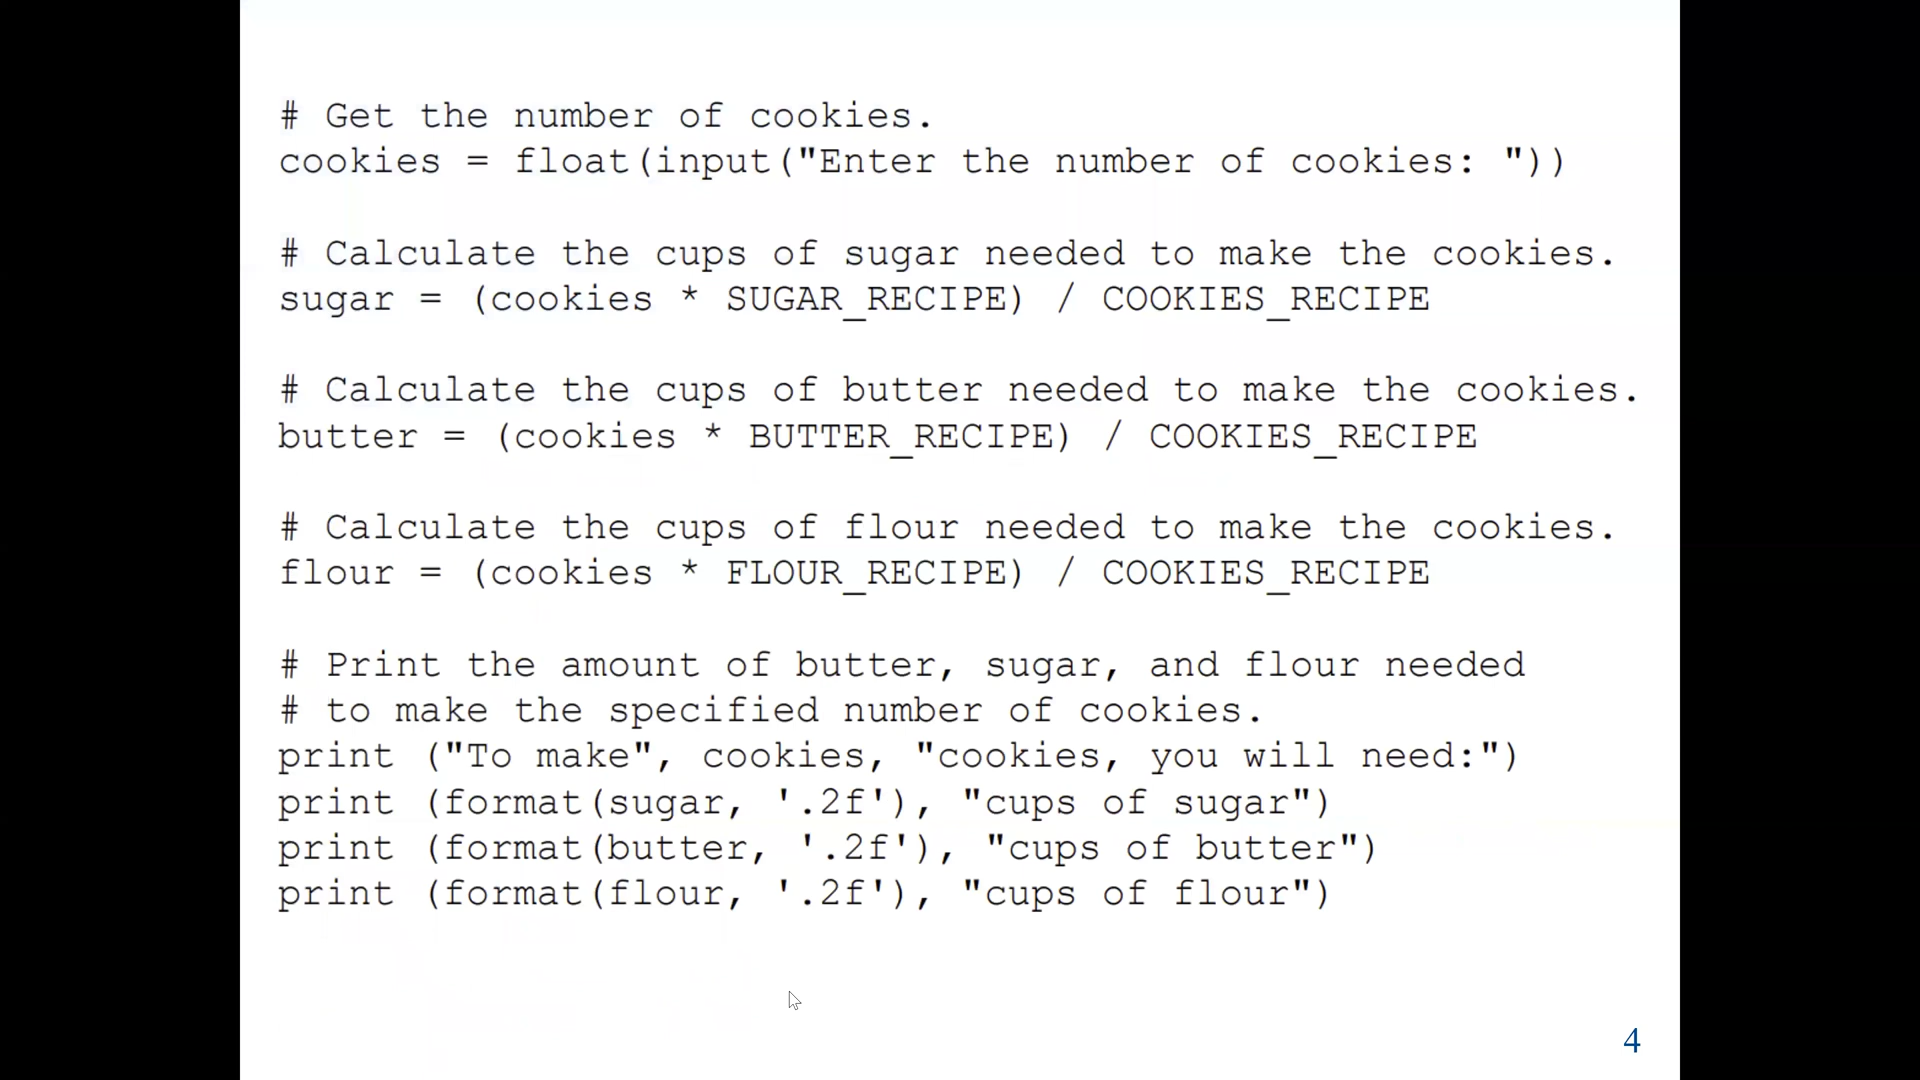 # Get the number of cookies.
cookies = float(input("Enter the number of cookies: "))
# Calculate the cups of sugar needed to make the cookies.
sugar = (cookies * SUGAR_RECIPE) / COOKIES_RECIPE
# Calculate the cups of butter needed to make the cookies.
butter = (cookies * BUTTER_RECIPE) / COOKIES_RECIPE
# Calculate the cups of flour needed to make the cookies.
flour = (cookies * FLOUR_RECIPE) / COOKIES_RECIPE
# Print the amount of butter, sugar, and flour needed
# to make the specified number of cookies.
print ("To make", cookies, "cookies, you will need:")
print (format(sugar, '.2f'), "cups of sugar")
print (format(butter, '.2f'), "cups of butter")
print (format(flour, '.2f'), "cups of flour")
4